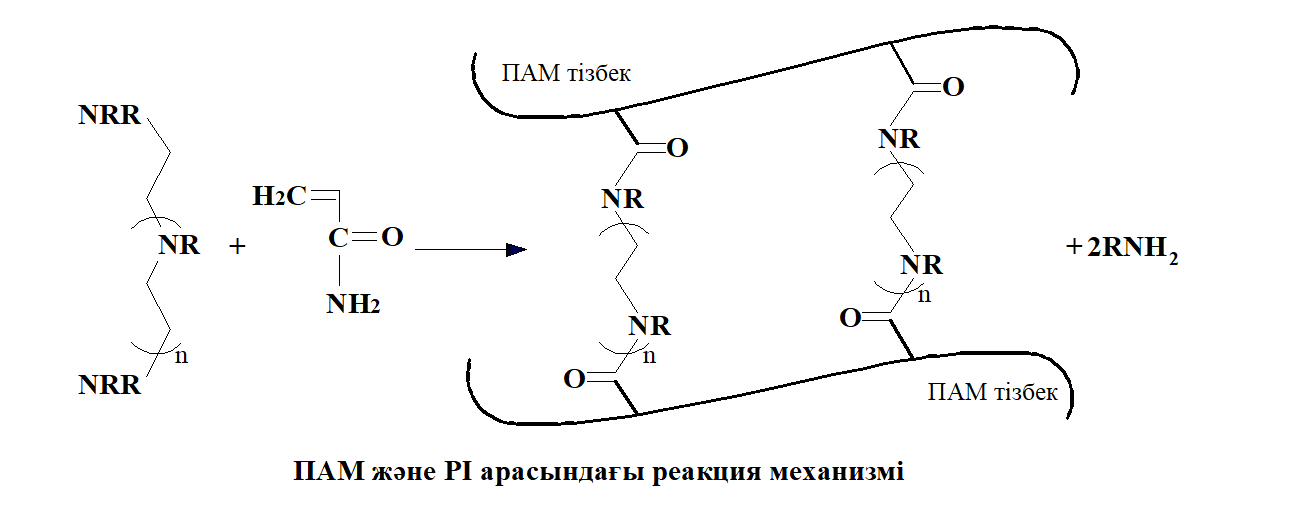 ПАМ тізбек
NRR
H2C
C
O
NH2
+
NR
n
NRR
O
NR
NR
n
O
O
NR
NR
n
O
ПАМ тізбек
+ 2RNH2
ПАМ және PI арасындағы реакция механизмі